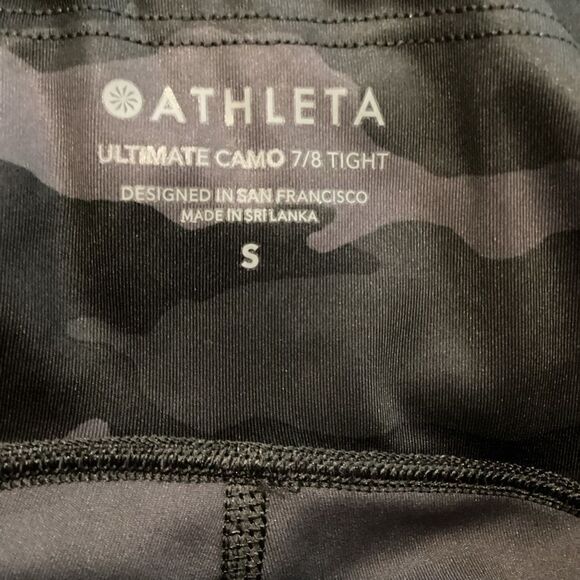 ATHLETA
ULTIMATE CAMO 7/8 TIGHT
DESIGNED IN SAN FRANCISCO
MADE IN SRI LANKA
S